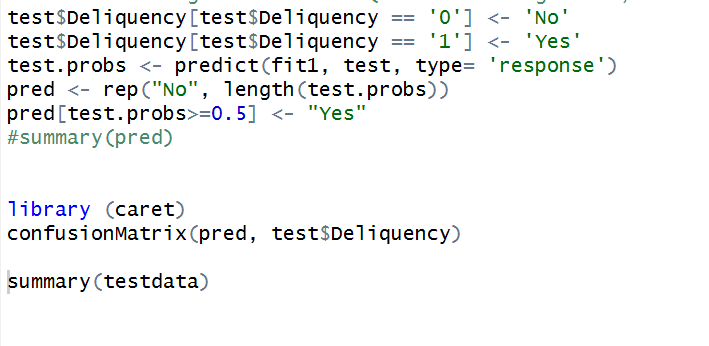 test$Deliquency[test$Deliquency == '0'] <- 'No'
test$Deliquency[test$Deliquency == '1'] <- 'Yes'
test.probs <- predict(fit1, test, type= 'response')
pred <- rep("No", length(test.probs))
pred[test.probs>=0.5] <- "Yes"
#summary(pred)
library (caret)
confusionMatrix(pred, test$Deliquency)
summary(testdata)